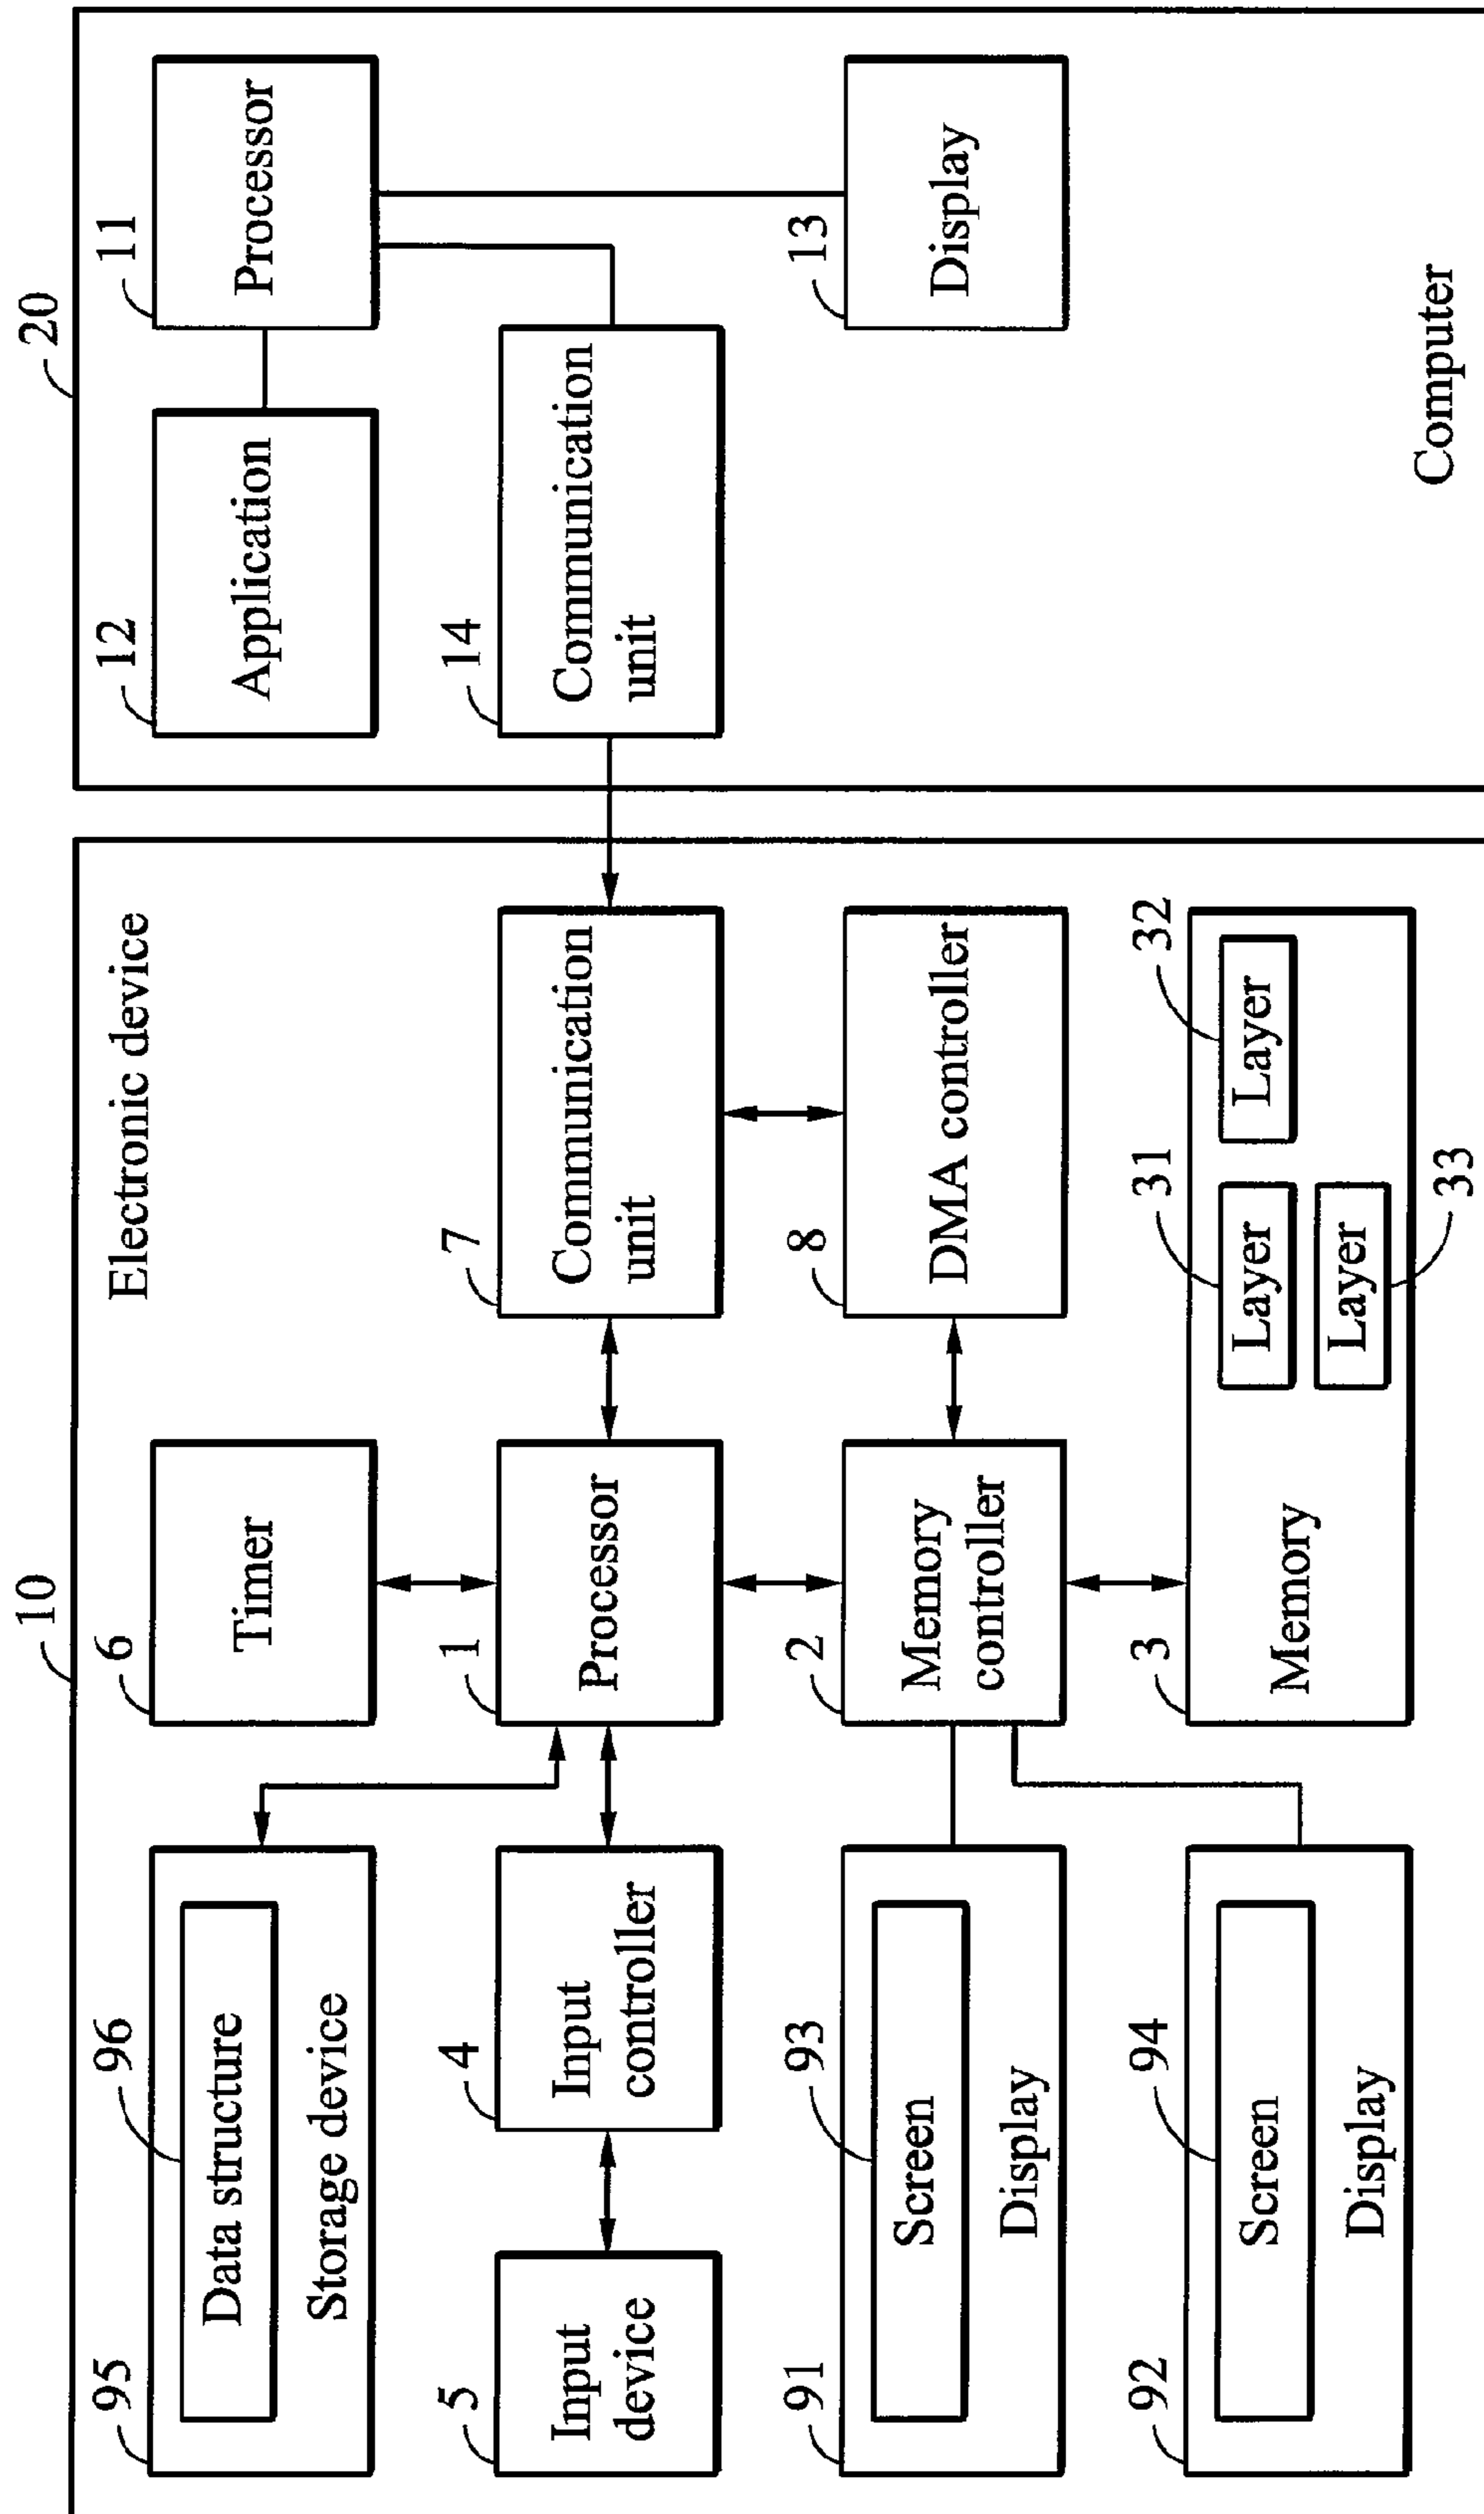 10
Electronic device
95
96
Data structure
Storage device
6
Timer
5
Input
device
4
Input
controller
1
Processor
7
Communication
unit
91
93
Screen
Display
2
Memory
controller
8
DMA controller
92
94
Screen
Display
3
Memory
31
Layer
32
Layer
Layer
33
20
12
Application
11
Processor
14
Communication
unit
13
Display
Computer